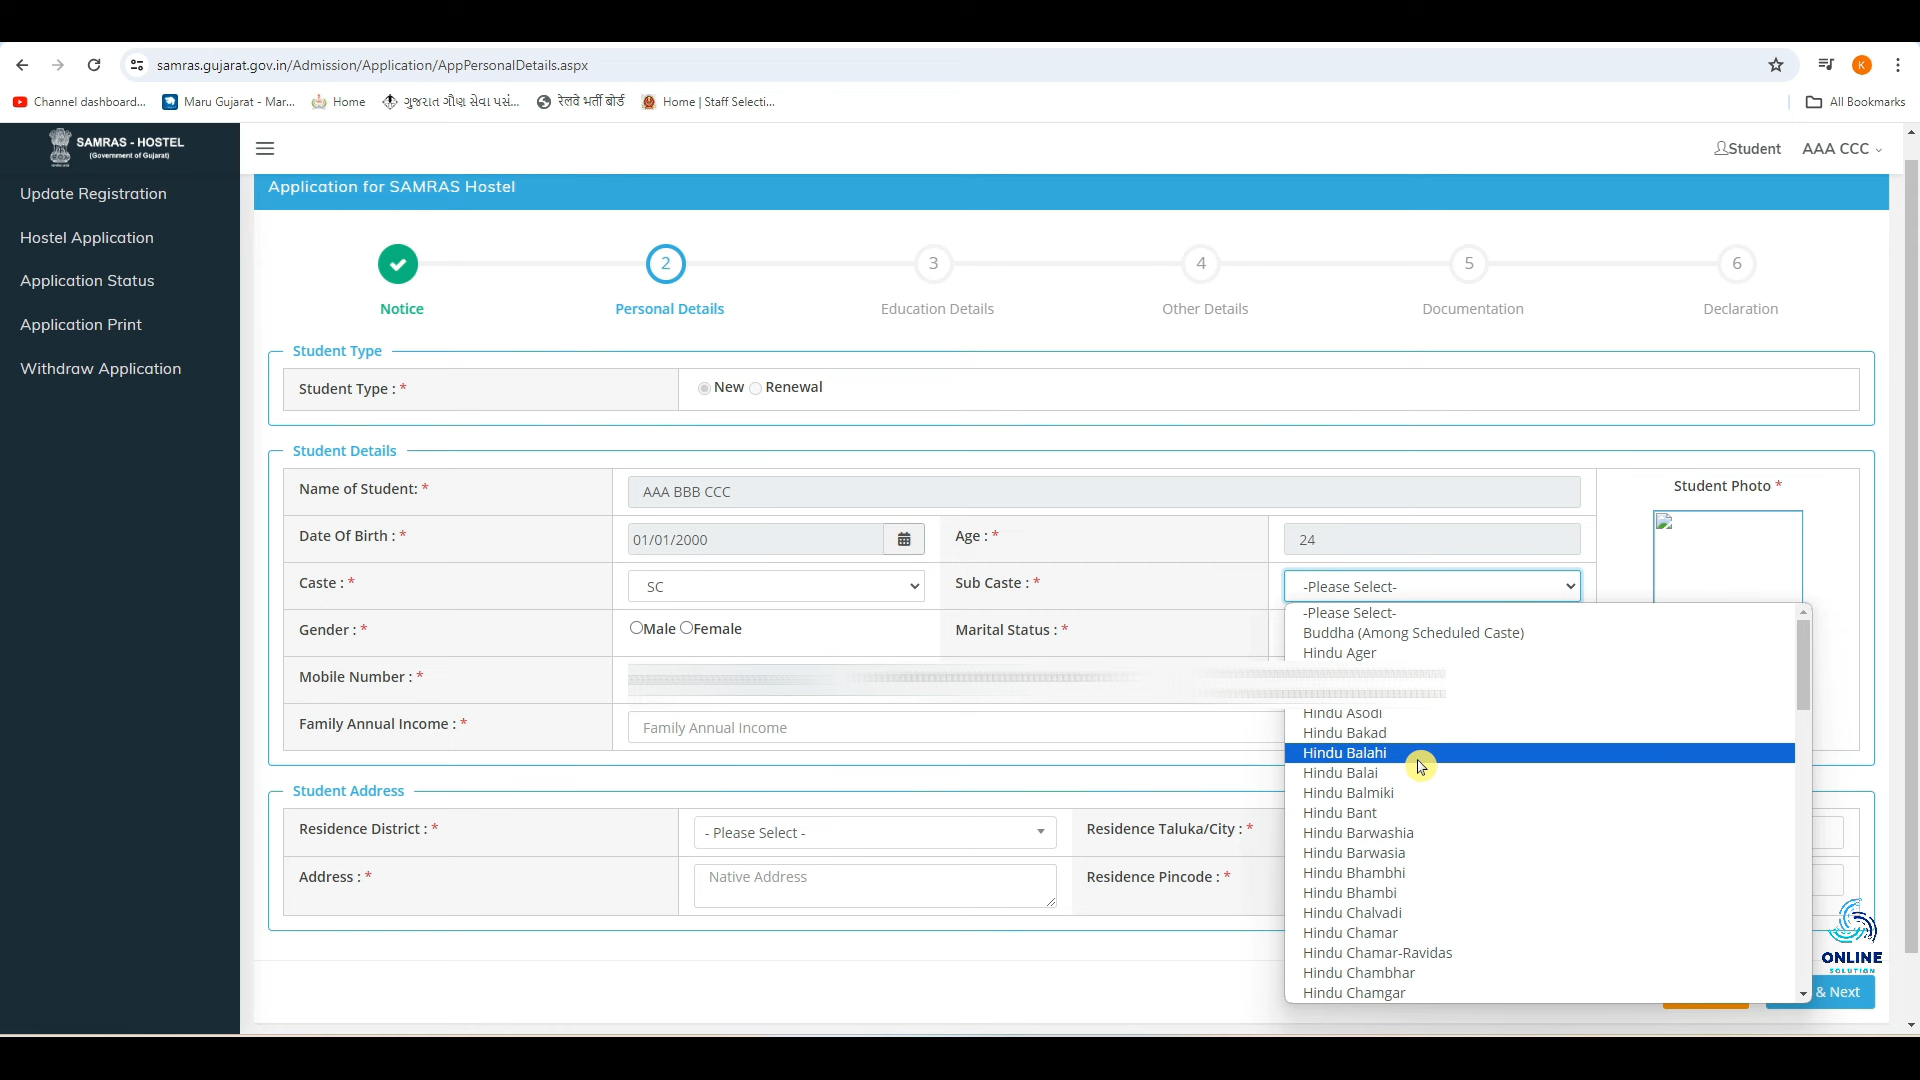 samras.gujarat.gov.in/Admission/Application/AppPersonalDetails.aspx
K
Channel dashboard...
Maru Gujarat - Mar...
Home
ગુજરાત ગૌણ સેવા પસં...
रेलवे भर्ती बोर्ड
Home | Staff Selecti...
All Bookmarks
SAMRAS - HOSTEL
(Government of Gujarat)
Student
AAA CCC
Update Registration
Hostel Application
Application Status
Application Print
Withdraw Application
Application for SAMRAS Hostel
2
3
4
5
6
Notice
Personal Details
Education Details
Other Details
Documentation
Declaration
Student Type
Student Type : *
New
Renewal
Student Details
Name of Student: *
AAA BBB CCC
Student Photo *
Date Of Birth : *
01/01/2000
Age : *
24
Caste : *
SC
Sub Caste : *
-Please Select-
Gender : *
Male
Female
Marital Status : *
Mobile Number : *
Family Annual Income : *
Family Annual Income
-Please Select-
Buddha (Among Scheduled Caste)
Hindu Ager
Hindu Asodi
Hindu Bakad
Hindu Balahi
Hindu Balai
Hindu Balmiki
Hindu Bant
Hindu Barwashia
Hindu Barwasia
Hindu Bhambhi
Hindu Bhambi
Hindu Chalvadi
Hindu Chamar
Hindu Chamar-Ravidas
Hindu Chambhar
Hindu Chamgar
Student Address
Residence District : *
- Please Select -
Residence Taluka/City : *
Address : *
Native Address
Residence Pincode : *
ONLINE
SOLUTION
& Next